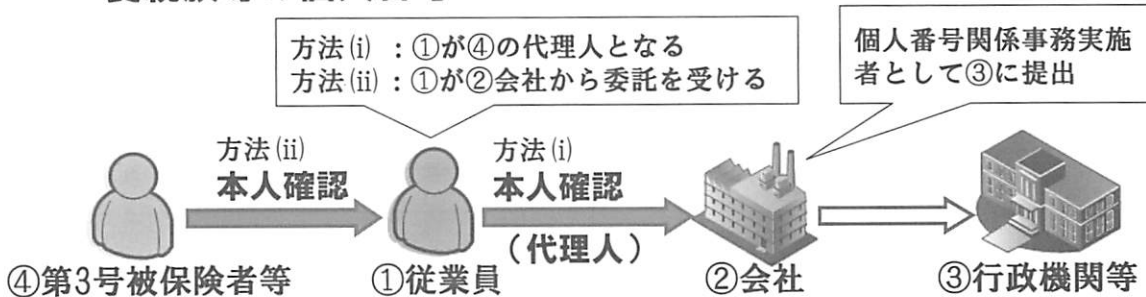 方法(i) :①が④の代理人となる
方法(ii) :①が②会社から委託を受ける
個人番号関係事務実施
者として③に提出
方法(ii)
本人確認
方法(i)
本人確認
(代理人)
④第3号被保険者等
①従業員
②会社
③行政機関等